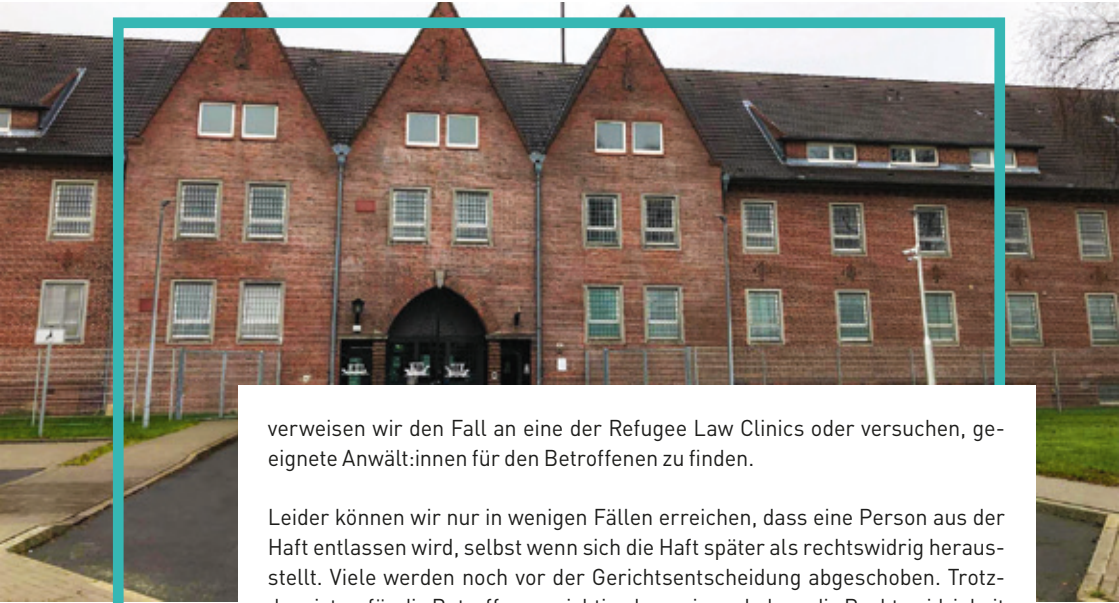 verweisen wir den Fall an eine der Refugee Law Clinics oder versuchen, ge-
eignete Anwält:innen für den Betroffenen zu finden.
Leider können wir nur in wenigen Fällen erreichen, dass eine Person aus der
Haft entlassen wird, selbst wenn sich die Haft später als rechtswidrig heraus-
stellt. Viele werden noch vor der Gerichtsentscheidung abgeschoben. Trotz-